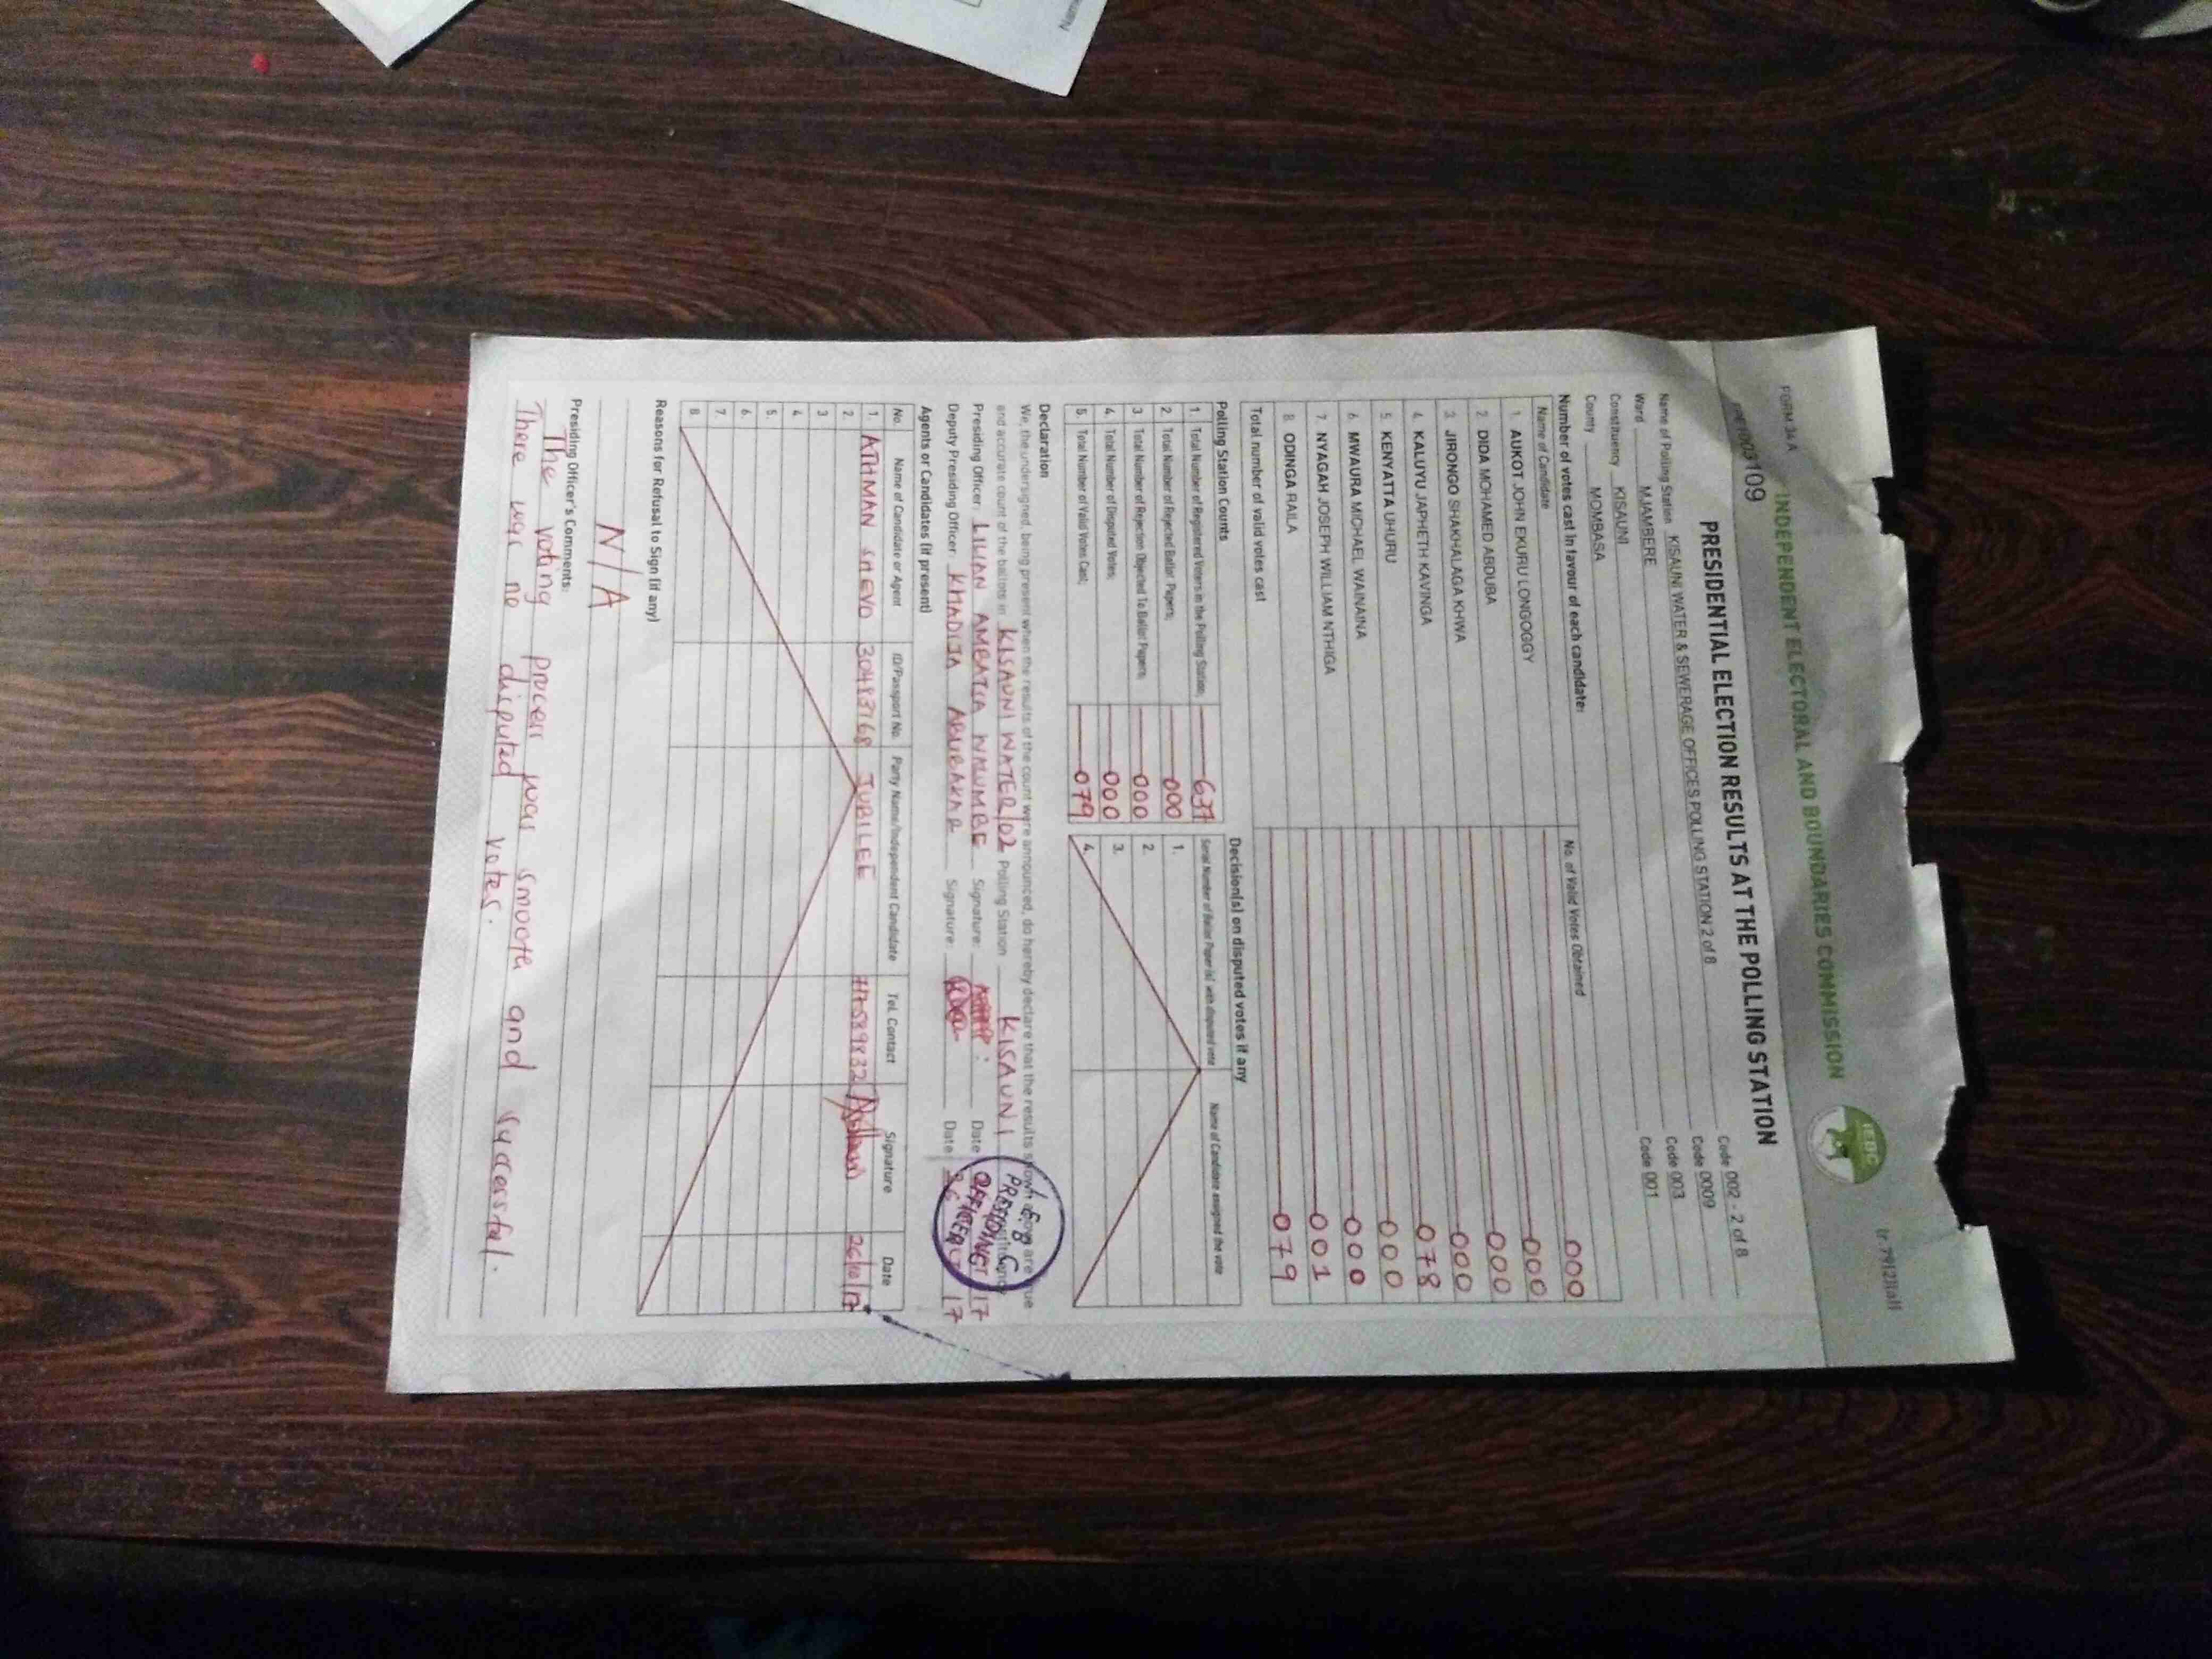 FORM 34 A
Ir. 79(2)(a)
INDEPENDENT ELECTORAL AND BOUNDARIES COMMISSION
IEBC
PRESIDENTIAL ELECTION RESULTS AT THE POLLING STATION
Name of Polling Station KISAUNI WATER & SEWERAGE OFFICES POLLING STATION 2 of 8 Code 002 - 2 of 8
Ward MJAMBERE Code 0009
Constituency KISAUNI Code 003
County MOMBASA Code 001
Number of votes cast in favour of each candidate:
Name of Candidate No. of Valid Votes Obtained
1. AUKOT JOHN EKURU LONGOGGY 000
2. DIDA MOHAMED ABDUBA 000
3. JIRONGO SHAKHALAGA KHWA 000
4. KALUYU JAPHETH KAVINGA 000
5. KENYATTA UHURU 078
6. MWAURA MICHAEL WAINAINA 000
7. NYAGAH JOSEPH WILLIAM NTHIGA 000
8. ODINGA RAILA 001
Total number of valid votes cast 079
Polling Station Counts
1. Total Number of Registered Voters in the Polling Station; 637
2. Total Number of Rejected Ballot Papers; 000
3. Total Number of Rejection Objected To Ballot Papers; 000
4. Total Number of Disputed Votes; 000
5. Total Number of Valid Votes Cast; 079
Decision(s) on disputed votes if any
Serial Number of Ballot Paper (s) with disputed vote Name of Candidate assigned the vote
1.
2.
3.
4.
Declaration
We, the undersigned, being present when the results of the count were announced, do hereby declare that the results shown above are true
and accurate count of the ballots in KISAUNI WATER/02 Polling Station KISAUNI
Presiding Officer: LILIAN Signature: Date 17
Deputy Presiding Officer: KHADIJA ABUBAKAR Signature: Date 17
PRESIDING
OFFICER
Agents or Candidates (if present)
No. Name of Candidate or Agent ID/Passport No. Party Name/Independent Candidate Tel. Contact Signature Date
1. ATHMAN SHEVO JUBILEE 26/10/17
2.
3
4.
5.
6.
7.
8.
Reasons for Refusal to Sign (if any)
N/A
Presiding Officer's Comments:
The voting process was smooth and successful.
There was no disputed votes.